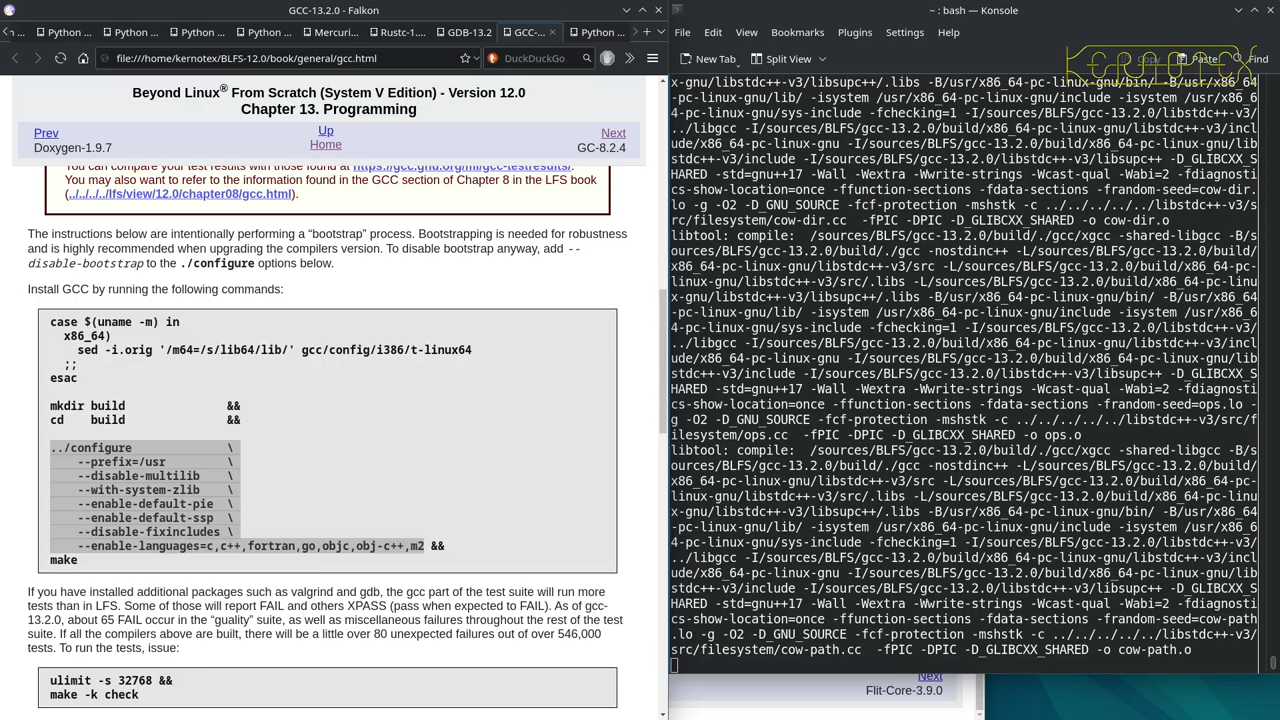 GCC-13.2.0 - Falkon
n ...
Python ...
Python ...
Python ...
Python ...
Mercuri...
Rustc-1....
GDB-13.2
GCC-...
Python ...
file:///home/kernotex/BLFS-12.0/book/general/gcc.html
DuckDuckGo
Beyond Linux® From Scratch (System V Edition) - Version 12.0
Chapter 13. Programming
Prev
Up
Next
Doxygen-1.9.7
Home
GC-8.2.4
You can compare your test results with those found at https://gcc.gnu.org/ml/gcc-testresults/.
You may also want to refer to the information found in the GCC section of Chapter 8 in the LFS book
(../../../../lfs/view/12.0/chapter08/gcc.html).
The instructions below are intentionally performing a “bootstrap” process. Bootstrapping is needed for robustness
and is highly recommended when upgrading the compilers version. To disable bootstrap anyway, add --
disable-bootstrap to the ./configure options below.
Install GCC by running the following commands:
case $(uname -m) in
x86_64)
sed -i.orig '/m64=/s/lib64/lib/' gcc/config/i386/t-linux64
;;
esac
mkdir build &&
cd build &&
../configure \
--prefix=/usr \
--disable-multilib \
--with-system-zlib \
--enable-default-pie \
--enable-default-ssp \
--disable-fixincludes \
--enable-languages=c,c++,fortran,go,objc,obj-c++,m2 &&
make
If you have installed additional packages such as valgrind and gdb, the gcc part of the test suite will run more
tests than in LFS. Some of those will report FAIL and others XPASS (pass when expected to FAIL). As of gcc-
13.2.0, about 65 FAIL occur in the “guality” suite, as well as miscellaneous failures throughout the rest of the test
suite. If all the compilers above are built, there will be a little over 80 unexpected failures out of over 546,000
tests. To run the tests, issue:
ulimit -s 32768 &&
make -k check
~ : bash — Konsole
File Edit View Bookmarks Plugins Settings Help
New Tab
Split View
Copy
Paste
Find
KERNOTEX
x-gnu/libstdc++-v3/libsupc++/.libs -B/usr/x86_64-pc-linux-gnu/bin/ -B/usr/x86_64
-pc-linux-gnu/lib/ -isystem /usr/x86_64-pc-linux-gnu/include -isystem /usr/x86_6
4-pc-linux-gnu/sys-include -fchecking=1 -I/sources/BLFS/gcc-13.2.0/libstdc++-v3/
../libgcc -I/sources/BLFS/gcc-13.2.0/build/x86_64-pc-linux-gnu/libstdc++-v3/incl
ude/x86_64-pc-linux-gnu -I/sources/BLFS/gcc-13.2.0/build/x86_64-pc-linux-gnu/lib
stdc++-v3/include -I/sources/BLFS/gcc-13.2.0/libstdc++-v3/libsupc++ -D_GLIBCXX_S
HARED -std=gnu++17 -Wall -Wextra -Wwrite-strings -Wcast-qual -Wabi=2 -fdiagnosti
cs-show-location=once -ffunction-sections -fdata-sections -frandom-seed=cow-dir.
lo -g -O2 -D_GNU_SOURCE -fcf-protection -mshstk -c ../../../../../libstdc++-v3/s
rc/filesystem/cow-dir.cc  -fPIC -DPIC -D_GLIBCXX_SHARED -o cow-dir.o
libtool: compile:  /sources/BLFS/gcc-13.2.0/build/./gcc/xgcc -shared-libgcc -B/s
ources/BLFS/gcc-13.2.0/build/./gcc -nostdinc++ -L/sources/BLFS/gcc-13.2.0/build/
x86_64-pc-linux-gnu/libstdc++-v3/src -L/sources/BLFS/gcc-13.2.0/build/x86_64-pc-
linux-gnu/libstdc++-v3/src/.libs -L/sources/BLFS/gcc-13.2.0/build/x86_64-pc-linu
x-gnu/libstdc++-v3/libsupc++/.libs -B/usr/x86_64-pc-linux-gnu/bin/ -B/usr/x86_64
-pc-linux-gnu/lib/ -isystem /usr/x86_64-pc-linux-gnu/include -isystem /usr/x86_6
4-pc-linux-gnu/sys-include -fchecking=1 -I/sources/BLFS/gcc-13.2.0/libstdc++-v3/
../libgcc -I/sources/BLFS/gcc-13.2.0/build/x86_64-pc-linux-gnu/libstdc++-v3/incl
ude/x86_64-pc-linux-gnu -I/sources/BLFS/gcc-13.2.0/build/x86_64-pc-linux-gnu/lib
stdc++-v3/include -I/sources/BLFS/gcc-13.2.0/libstdc++-v3/libsupc++ -D_GLIBCXX_S
HARED -std=gnu++17 -Wall -Wextra -Wwrite-strings -Wcast-qual -Wabi=2 -fdiagnosti
cs-show-location=once -ffunction-sections -fdata-sections -frandom-seed=ops.lo -
g -O2 -D_GNU_SOURCE -fcf-protection -mshstk -c ../../../../../libstdc++-v3/src/f
ilesystem/ops.cc  -fPIC -DPIC -D_GLIBCXX_SHARED -o ops.o
libtool: compile:  /sources/BLFS/gcc-13.2.0/build/./gcc/xgcc -shared-libgcc -B/s
ources/BLFS/gcc-13.2.0/build/./gcc -nostdinc++ -L/sources/BLFS/gcc-13.2.0/build/
x86_64-pc-linux-gnu/libstdc++-v3/src -L/sources/BLFS/gcc-13.2.0/build/x86_64-pc-
linux-gnu/libstdc++-v3/src/.libs -L/sources/BLFS/gcc-13.2.0/build/x86_64-pc-linu
x-gnu/libstdc++-v3/libsupc++/.libs -B/usr/x86_64-pc-linux-gnu/bin/ -B/usr/x86_64
-pc-linux-gnu/lib/ -isystem /usr/x86_64-pc-linux-gnu/include -isystem /usr/x86_6
4-pc-linux-gnu/sys-include -fchecking=1 -I/sources/BLFS/gcc-13.2.0/libstdc++-v3/
../libgcc -I/sources/BLFS/gcc-13.2.0/build/x86_64-pc-linux-gnu/libstdc++-v3/incl
ude/x86_64-pc-linux-gnu -I/sources/BLFS/gcc-13.2.0/build/x86_64-pc-linux-gnu/lib
stdc++-v3/include -I/sources/BLFS/gcc-13.2.0/libstdc++-v3/libsupc++ -D_GLIBCXX_S
HARED -std=gnu++17 -Wall -Wextra -Wwrite-strings -Wcast-qual -Wabi=2 -fdiagnosti
cs-show-location=once -ffunction-sections -fdata-sections -frandom-seed=cow-path
.lo -g -O2 -D_GNU_SOURCE -fcf-protection -mshstk -c ../../../../../libstdc++-v3/
src/filesystem/cow-path.cc  -fPIC -DPIC -D_GLIBCXX_SHARED -o cow-path.o
Next
Flit-Core-3.9.0